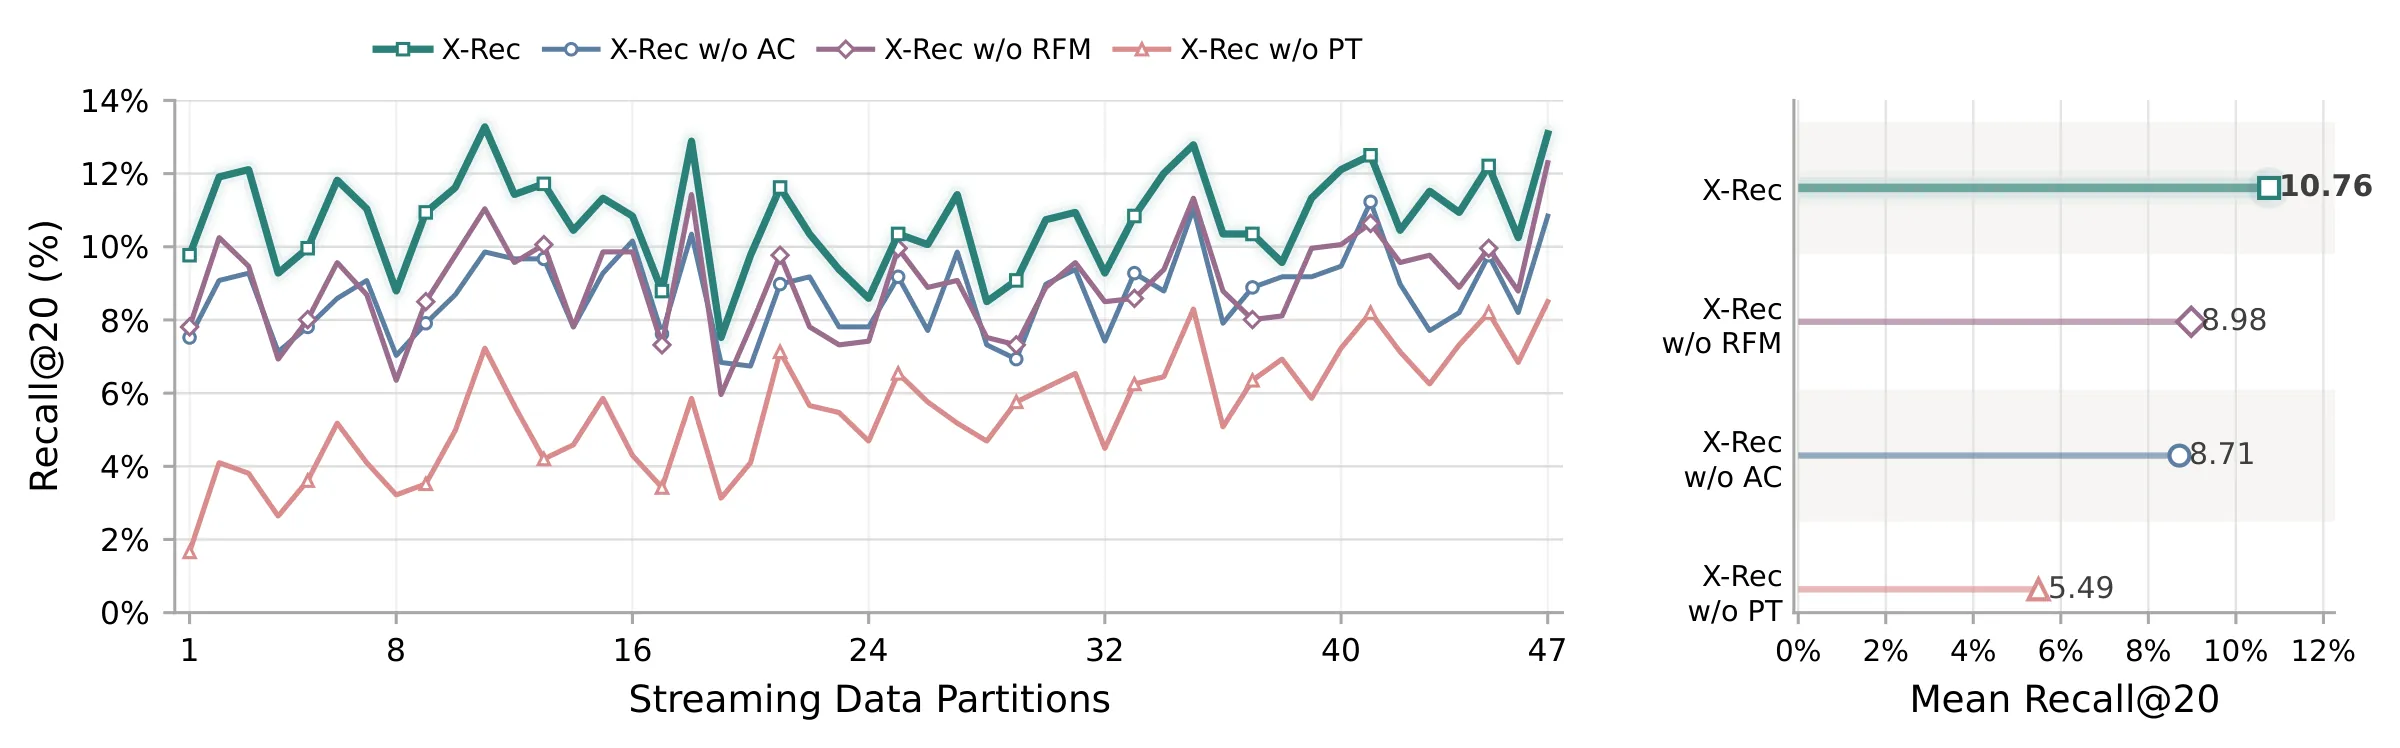 X-Rec X-Rec w/o AC X-Rec w/o RFM X-Rec w/o PT
Recall@20 (%)
14%
12%
10%
8%
6%
4%
2%
0%
1 8 16 24 32 40 47
Streaming Data Partitions
X-Rec
10.76
X-Rec
w/o RFM
8.98
X-Rec
w/o AC
8.71
X-Rec
w/o PT
5.49
0% 2% 4% 6% 8% 10% 12%
Mean Recall@20